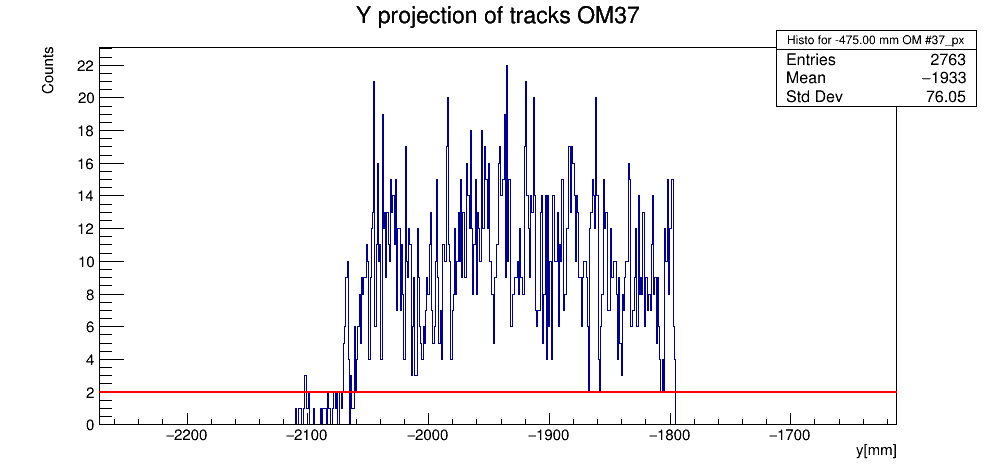 Y projection of tracks OM37
Histo for -475.00 mm OM #37_px
Entries 2763
Mean −1933
Std Dev 76.05
Counts
22
20
18
16
14
12
10
8
6
4
2
0
−2200 −2100 −2000 −1900 −1800 −1700
y[mm]